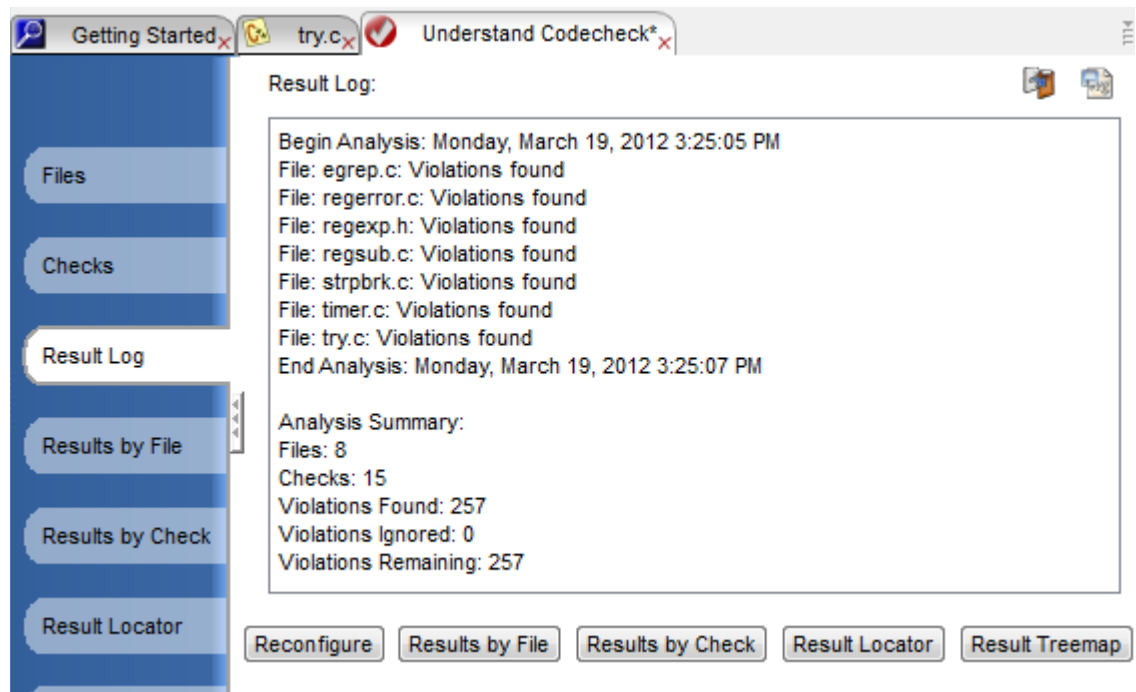 Getting Started
try.c
Understand Codecheck*
Result Log:
Begin Analysis: Monday, March 19, 2012 3:25:05 PM
File: egrep.c: Violations found
File: regerror.c: Violations found
File: regexp.h: Violations found
File: regsub.c: Violations found
File: strpbrk.c: Violations found
File: timer.c: Violations found
File: try.c: Violations found
End Analysis: Monday, March 19, 2012 3:25:07 PM
Analysis Summary:
Files: 8
Checks: 15
Violations Found: 257
Violations Ignored: 0
Violations Remaining: 257
Files
Checks
Result Log
Results by File
Results by Check
Result Locator
Reconfigure
Results by File
Results by Check
Result Locator
Result Treemap